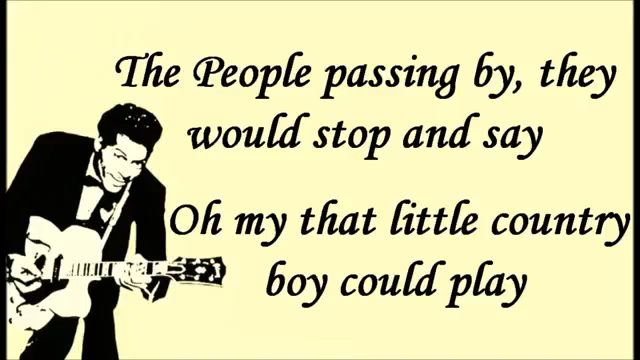 The People passing by, they
would stop and say
Oh my that little country
boy could play